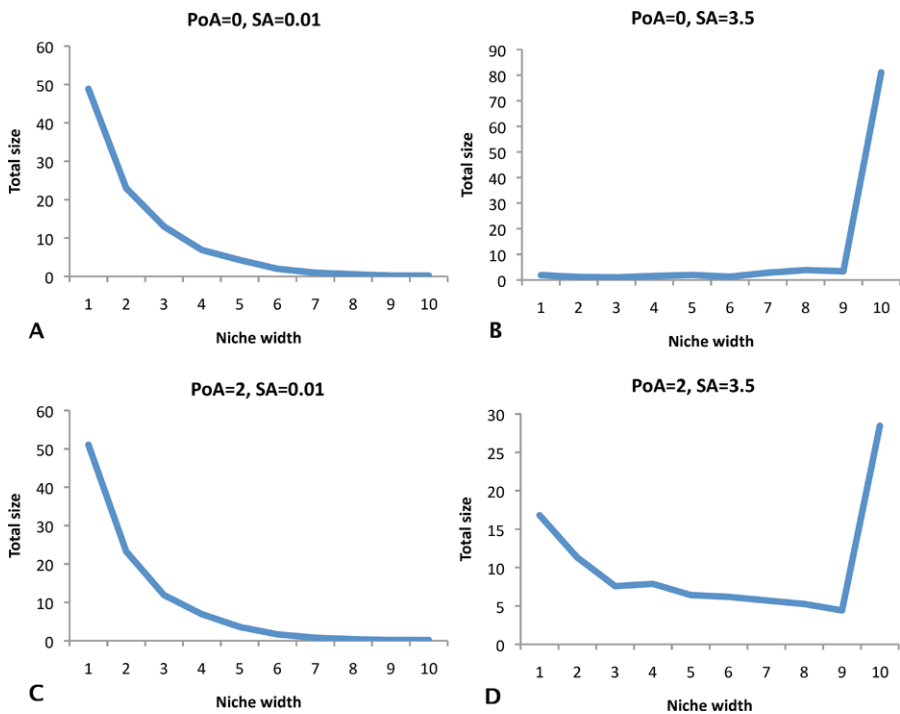 PoA=0, SA=0.01
60
50
40
30
20
10
0
Total size
1 2 3 4 5 6 7 8 9 10
Niche width
A
PoA=0, SA=3.5
90
80
70
60
50
40
30
20
10
0
Total size
1 2 3 4 5 6 7 8 9 10
Niche width
B
PoA=2, SA=0.01
60
50
40
30
20
10
0
Total size
1 2 3 4 5 6 7 8 9 10
Niche width
C
PoA=2, SA=3.5
30
25
20
15
10
5
0
Total size
1 2 3 4 5 6 7 8 9 10
Niche width
D